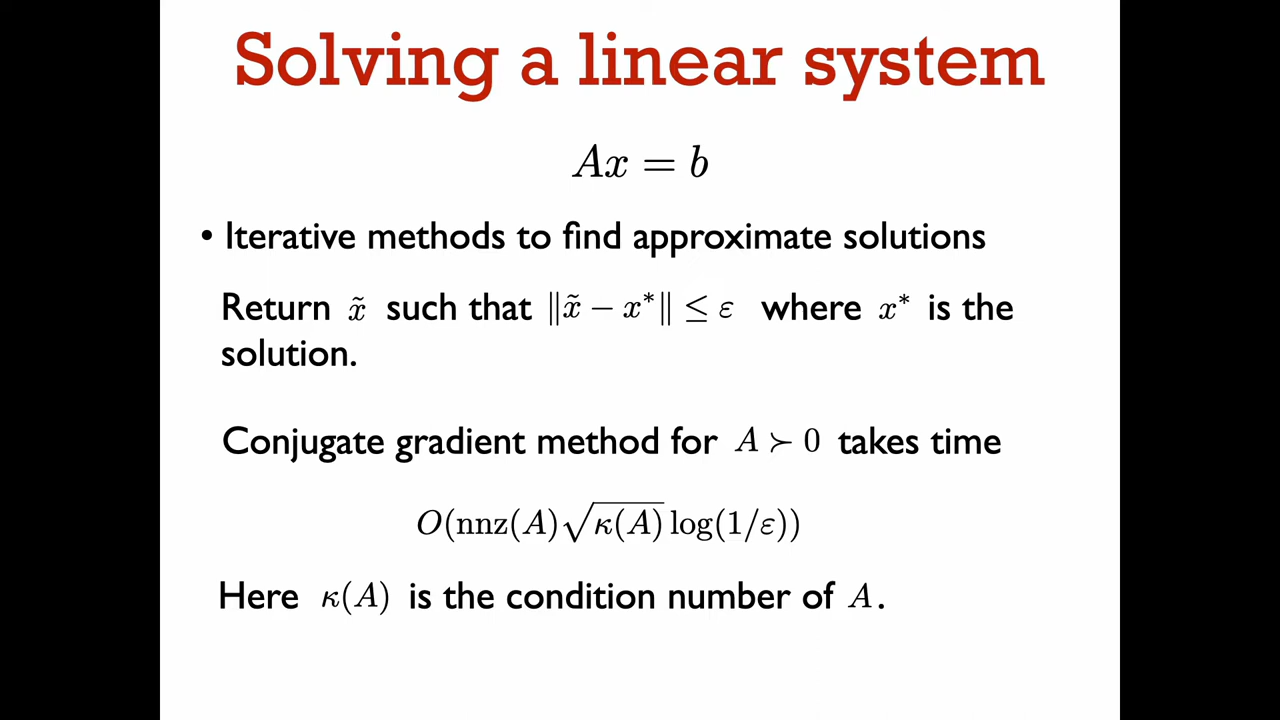 Solving a linear system
Ax = b
• Iterative methods to find approximate solutions
Return x̃ such that ‖x̃ − x*‖ ≤ ε where x* is the
solution.
Conjugate gradient method for A ≻ 0 takes time
O(nnz(A)√κ(A) log(1/ε))
Here κ(A) is the condition number of A.